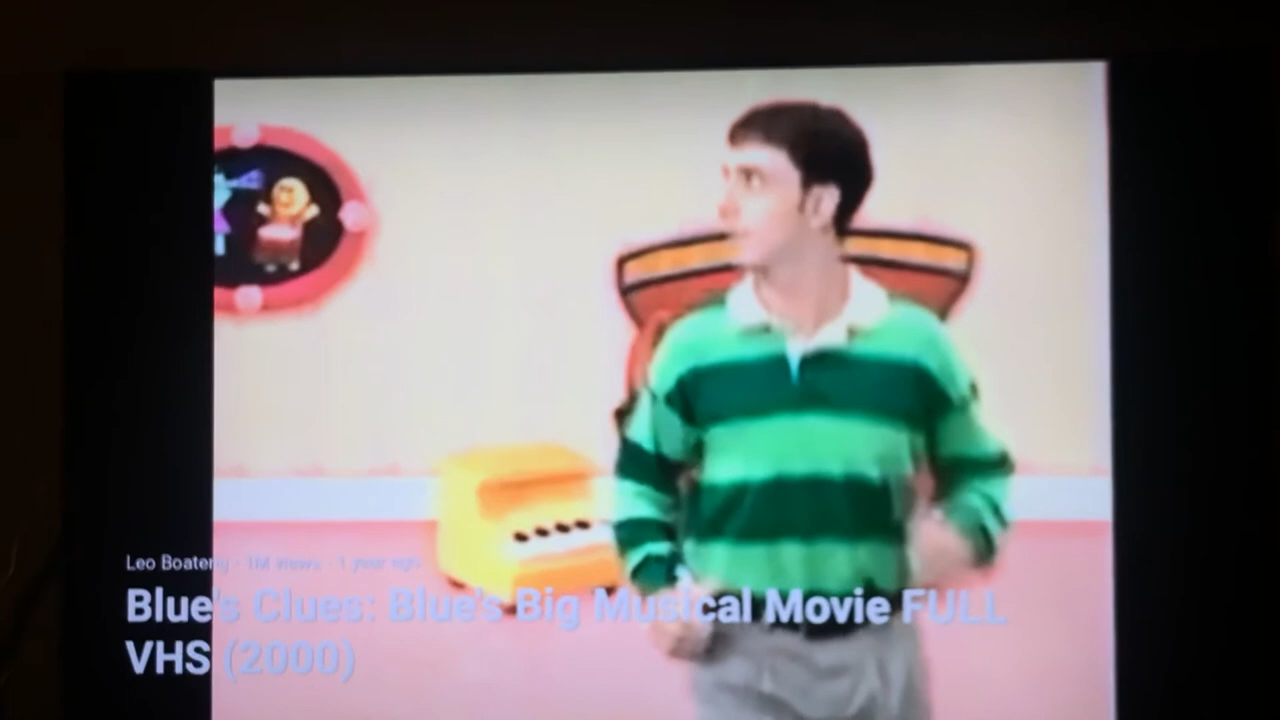 Leo Boateng · 1M views · 1 year ago
Blue's Clues: Blue's Big Musical Movie FULL
VHS (2000)